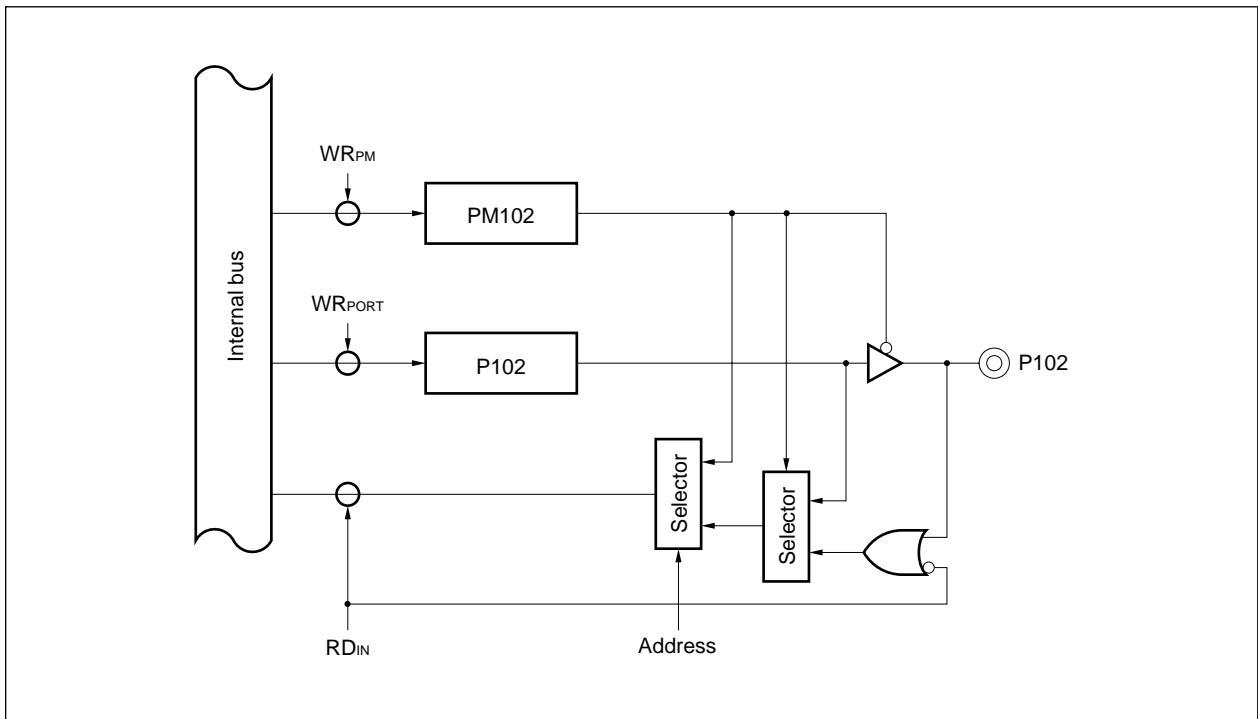 WRPM
PM102
Internal bus
WRPORT
P102
P102
Selector
Selector
RDIN
Address